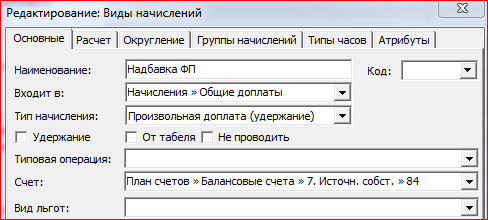 Редактирование: Виды начислений
Основные Расчет Округление Группы начислений Типы часов Атрибуты
Наименование: Надбавка ФП Код:
Входит в: Начисления » Общие доплаты
Тип начисления: Произвольная доплата (удержание)
Удержание От табеля Не проводить
Типовая операция:
Счет: План счетов » Балансовые счета » 7. Источн. собст. » 84
Вид льгот: